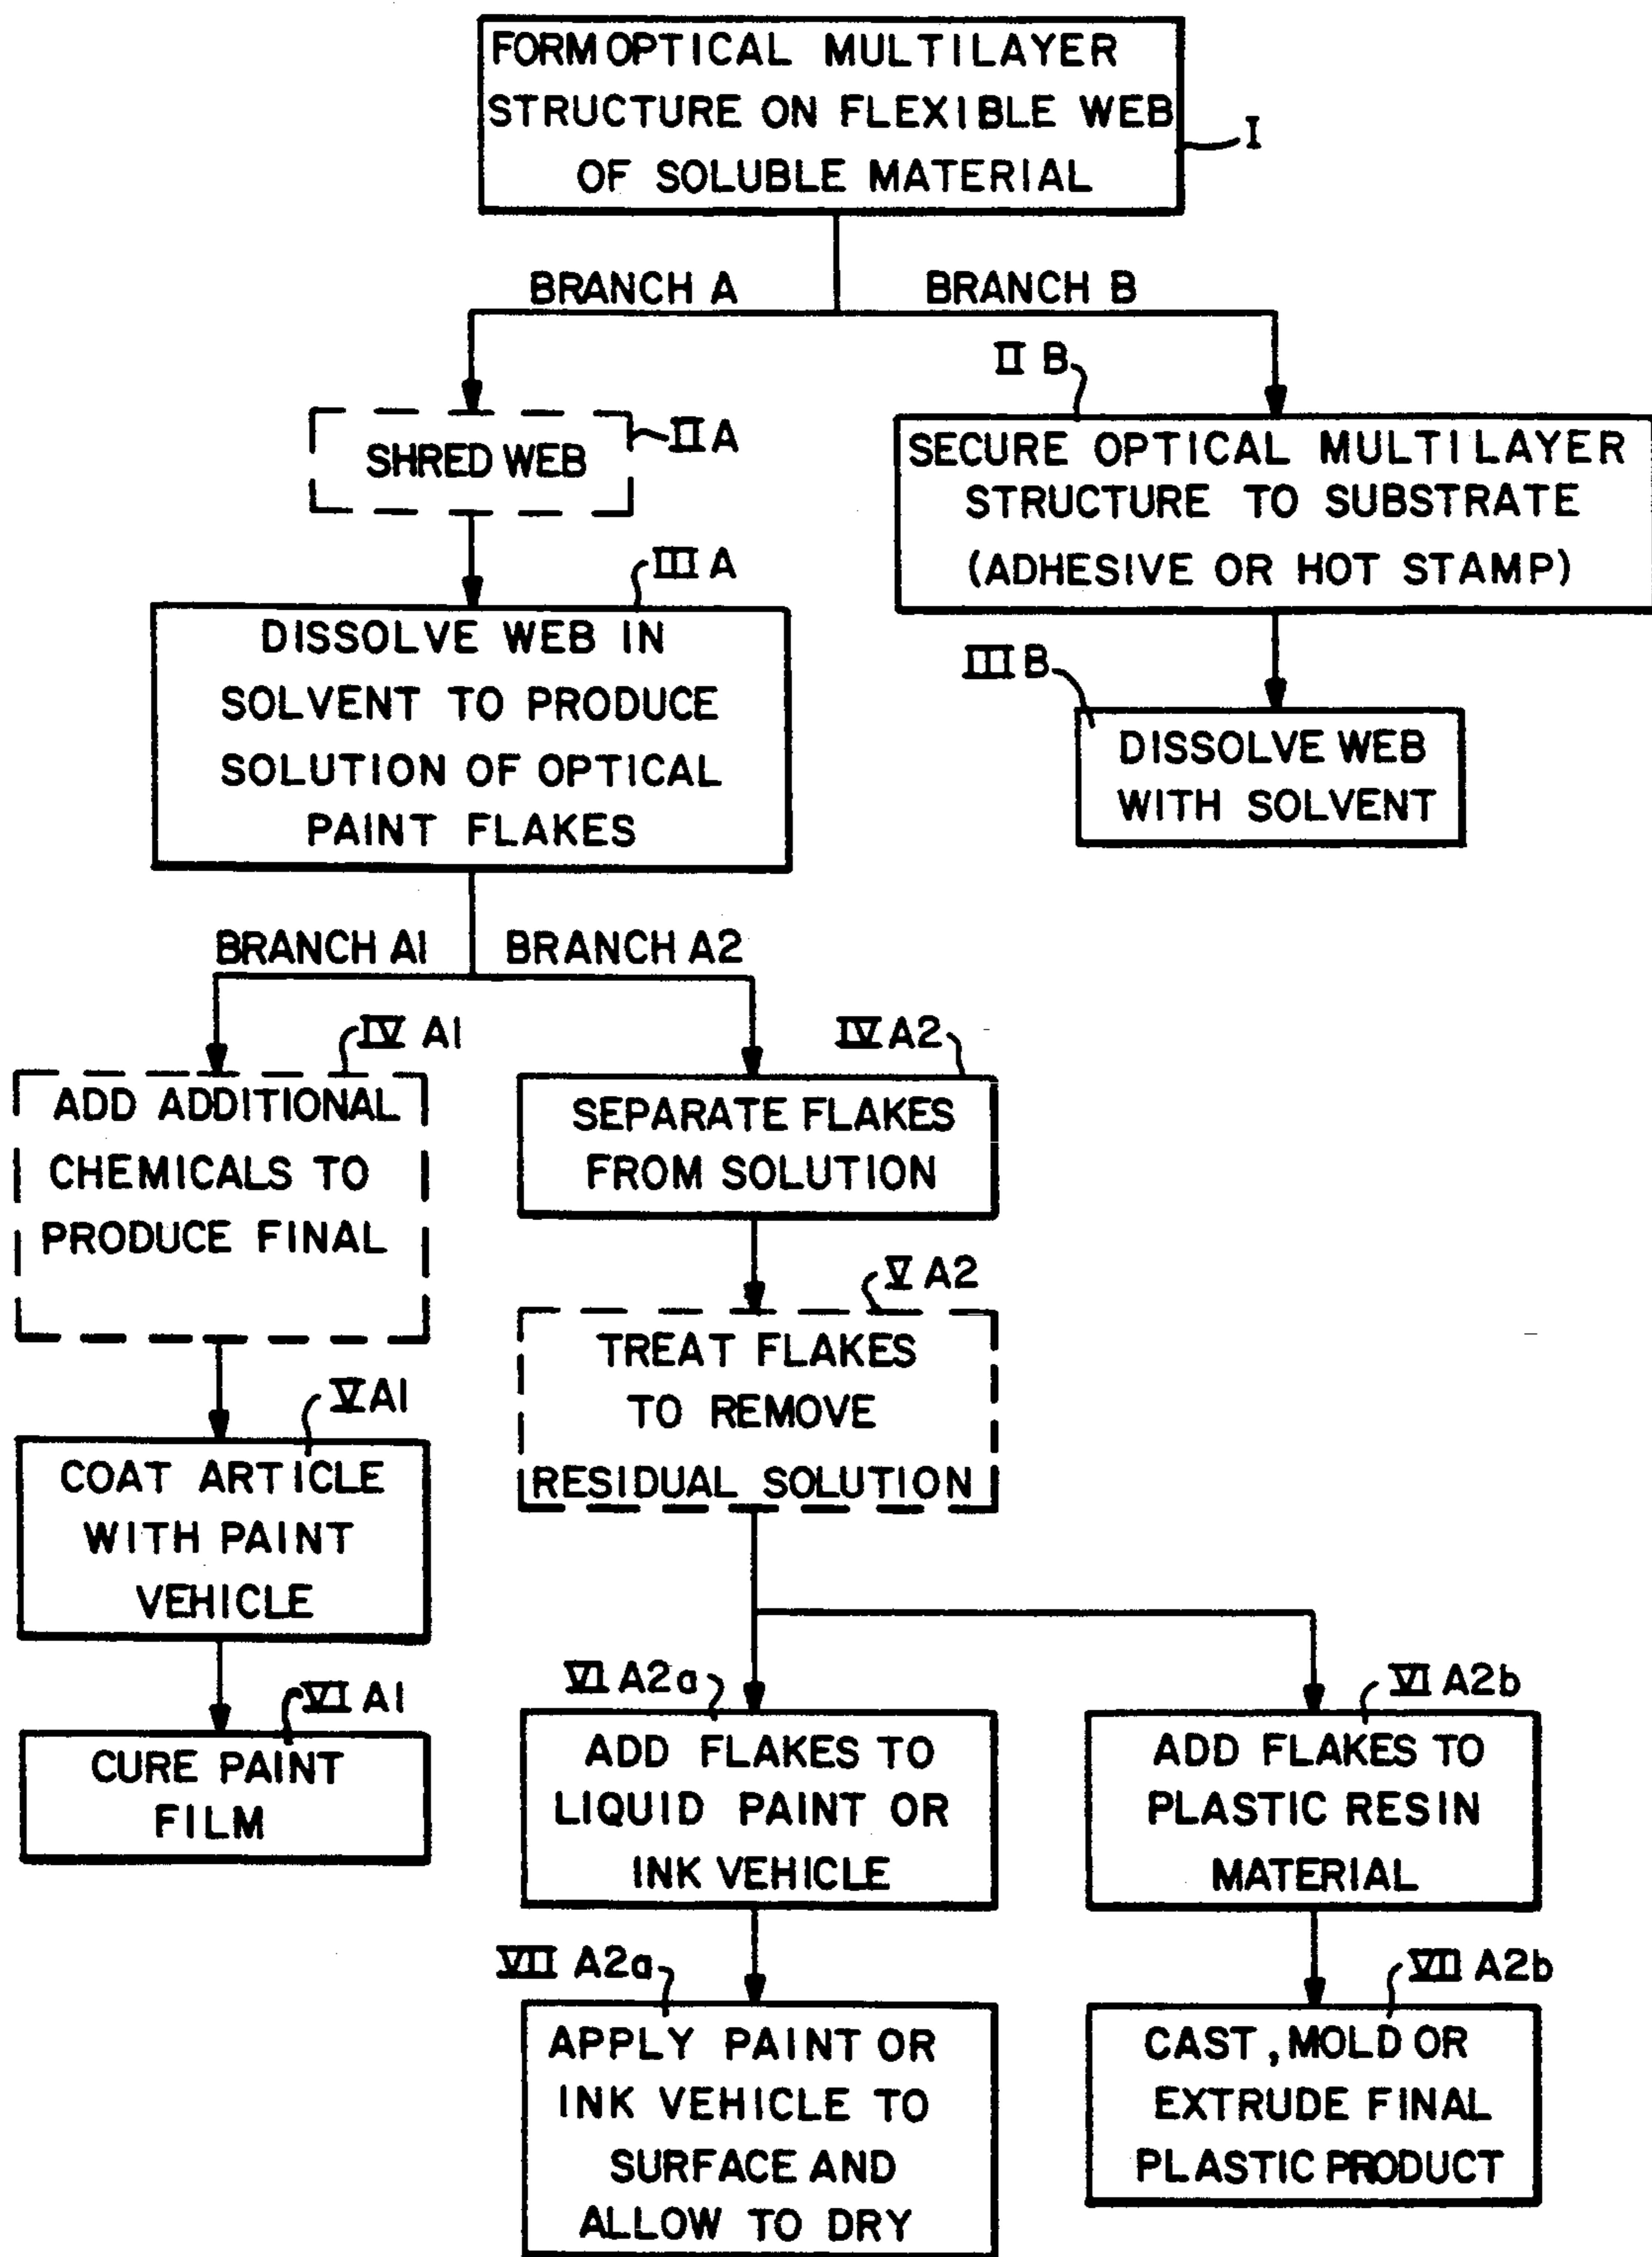 FORM OPTICAL MULTILAYER
STRUCTURE ON FLEXIBLE WEB
OF SOLUBLE MATERIAL
I
BRANCH A
BRANCH B
II A
SHRED WEB
II B
SECURE OPTICAL MULTILAYER
STRUCTURE TO SUBSTRATE
(ADHESIVE OR HOT STAMP)
III A
DISSOLVE WEB IN
SOLVENT TO PRODUCE
SOLUTION OF OPTICAL
PAINT FLAKES
III B
DISSOLVE WEB
WITH SOLVENT
BRANCH A1
BRANCH A2
IV A1
ADD ADDITIONAL
CHEMICALS TO
PRODUCE FINAL
IV A2
SEPARATE FLAKES
FROM SOLUTION
V A2
TREAT FLAKES
TO REMOVE
RESIDUAL SOLUTION
V A1
COAT ARTICLE
WITH PAINT
VEHICLE
VI A1
CURE PAINT
FILM
VI A2a
ADD FLAKES TO
LIQUID PAINT OR
INK VEHICLE
VI A2b
ADD FLAKES TO
PLASTIC RESIN
MATERIAL
VII A2a
APPLY PAINT OR
INK VEHICLE TO
SURFACE AND
ALLOW TO DRY
VII A2b
CAST, MOLD OR
EXTRUDE FINAL
PLASTIC PRODUCT